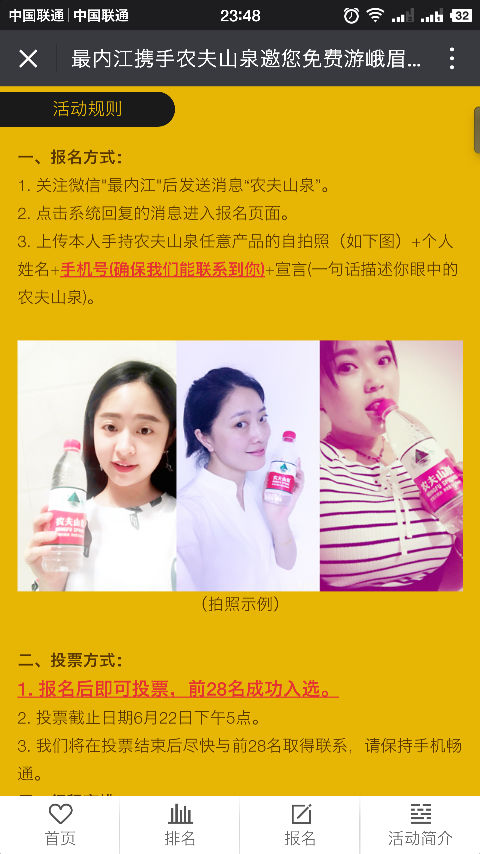 中国联通 中国联通 23:48 32
最内江携手农夫山泉邀您免费游峨眉...
活动规则
一、报名方式：
1. 关注微信"最内江"后发送消息“农夫山泉”。
2. 点击系统回复的消息进入报名页面。
3. 上传本人手持农夫山泉任意产品的自拍照（如下图）+个人
姓名+手机号(确保我们能联系到你)+宣言(一句话描述你眼中的
农夫山泉)。
农夫山泉
农夫山泉
农夫山泉
（拍照示例）
二、投票方式：
1. 报名后即可投票，前28名成功入选。
2. 投票截止日期6月22日下午5点。
3. 我们将在投票结束后尽快与前28名取得联系，请保持手机畅
通。
首页 排名 报名 活动简介